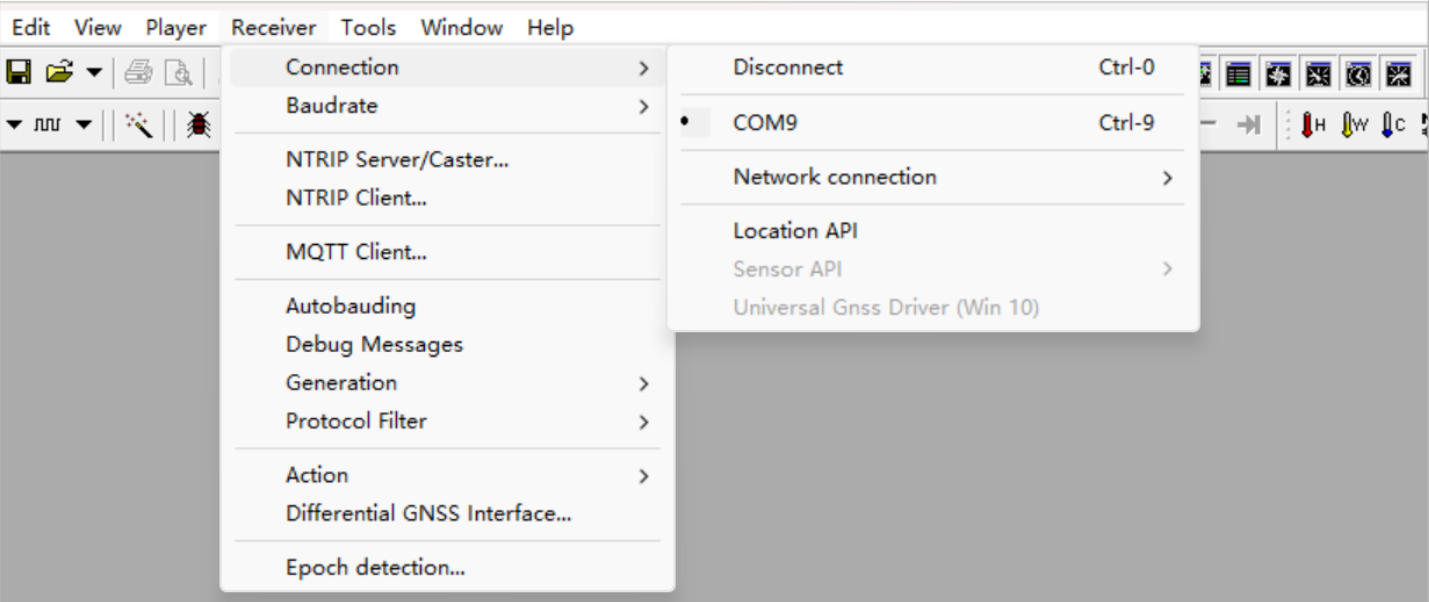 Edit View Player Receiver Tools Window Help
Connection
Baudrate
NTRIP Server/Caster...
NTRIP Client...
MQTT Client...
Autobauding
Debug Messages
Generation
Protocol Filter
Action
Differential GNSS Interface...
Epoch detection...
Disconnect Ctrl-0
COM9 Ctrl-9
Network connection
Location API
Sensor API
Universal Gnss Driver (Win 10)
H W C